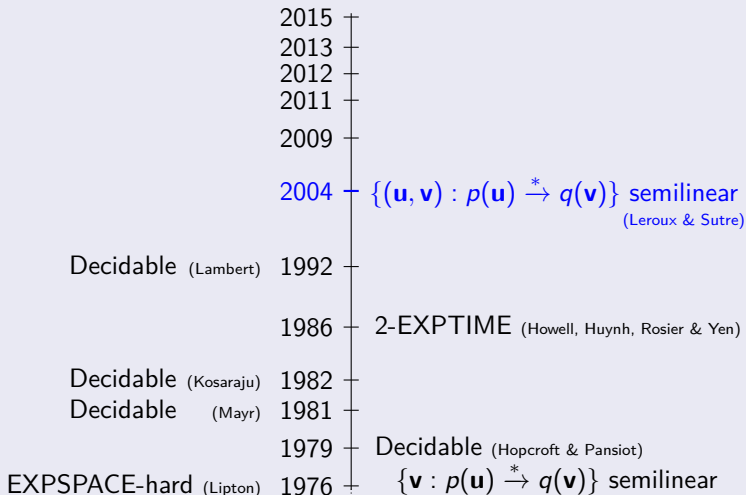 2015
2013
2012
2011
2009
2004 {(u, v) : p(u) →* q(v)} semilinear
(Leroux & Sutre)
Decidable (Lambert) 1992
1986 2-EXPTIME (Howell, Huynh, Rosier & Yen)
Decidable (Kosaraju) 1982
Decidable (Mayr) 1981
1979 Decidable (Hopcroft & Pansiot)
EXPSPACE-hard (Lipton) 1976 {v : p(u) →* q(v)} semilinear